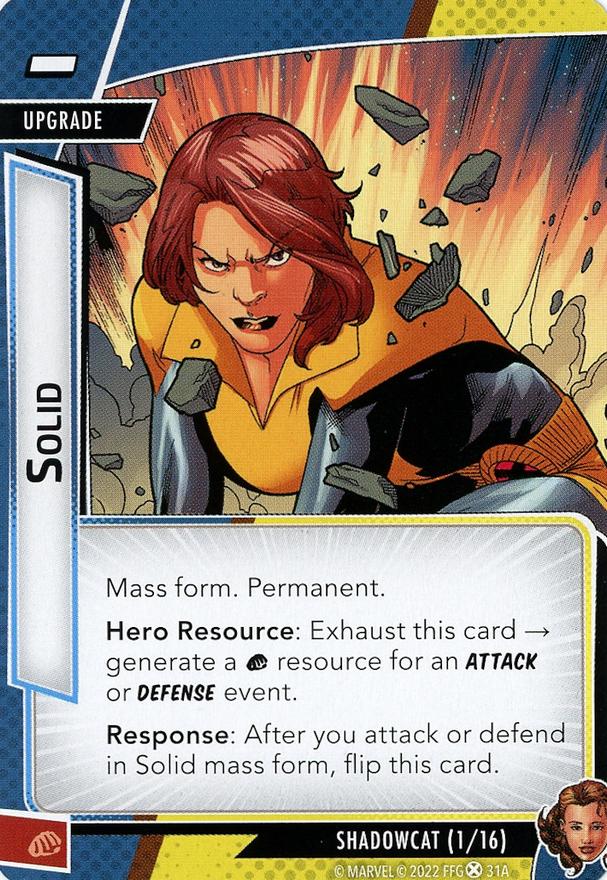 UPGRADE
SOLID
Mass form. Permanent.
Hero Resource: Exhaust this card →
generate a resource for an ATTACK
or DEFENSE event.
Response: After you attack or defend
in Solid mass form, flip this card.
SHADOWCAT (1/16)
© MARVEL © 2022 FFG 31A